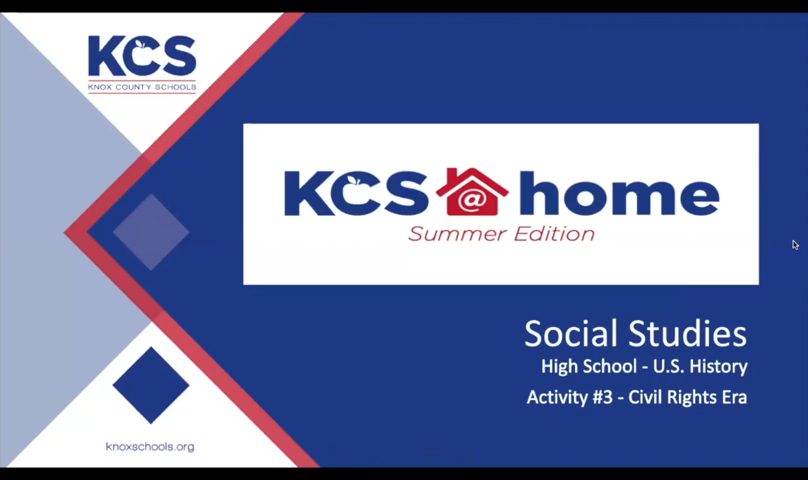 KCS
KNOX COUNTY SCHOOLS
KCS @ home
Summer Edition
Social Studies
High School - U.S. History
Activity #3 - Civil Rights Era
knoxschools.org